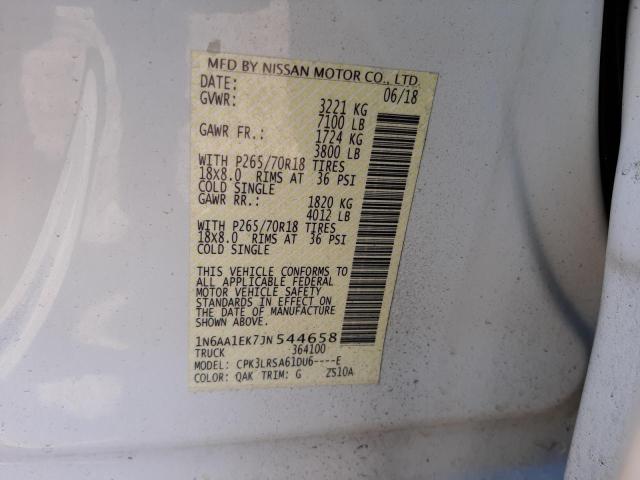 MFD BY NISSAN MOTOR CO., LTD.
DATE: 06/18
GVWR: 3221 KG
7100 LB
GAWR FR.: 1724 KG
3800 LB
WITH P265/70R18 TIRES
18X8.0 RIMS AT 36 PSI
COLD SINGLE
GAWR RR.: 1820 KG
4012 LB
WITH P265/70R18 TIRES
18X8.0 RIMS AT 36 PSI
COLD SINGLE
THIS VEHICLE CONFORMS TO
ALL APPLICABLE FEDERAL
MOTOR VEHICLE SAFETY
STANDARDS IN EFFECT ON
THE DATE OF MANUFACTURE
SHOWN ABOVE.
1N6AA1EK7JN544658
TRUCK 364100
MODEL: CPK3LRSA61DU6----E
COLOR: QAK TRIM: G ZS10A